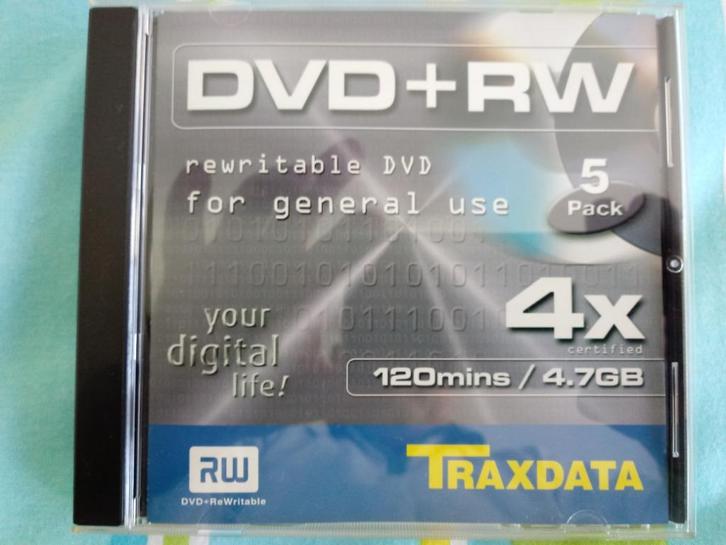 DVD+RW
rewritable DVD
for general use
5
Pack
your
digital
life!
4x
certified
120mins / 4.7GB
RW
DVD+ReWritable
TRAXDATA